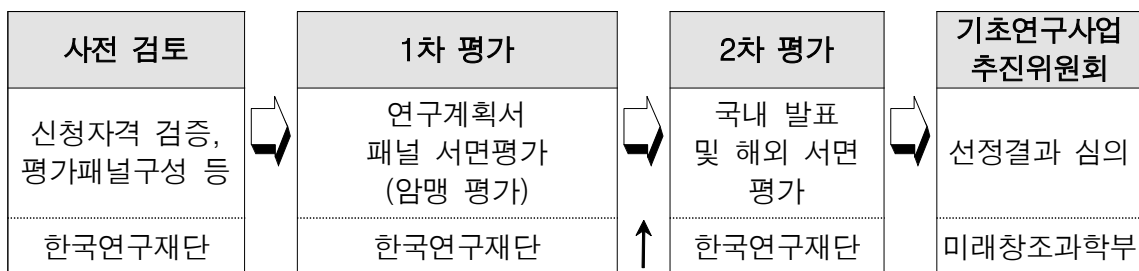 사전 검토
신청자격 검증,
평가패널구성 등
한국연구재단
1차 평가
연구계획서
패널 서면평가
(암맹 평가)
한국연구재단
2차 평가
국내 발표
및 해외 서면
평가
한국연구재단
기초연구사업
추진위원회
선정결과 심의
미래창조과학부